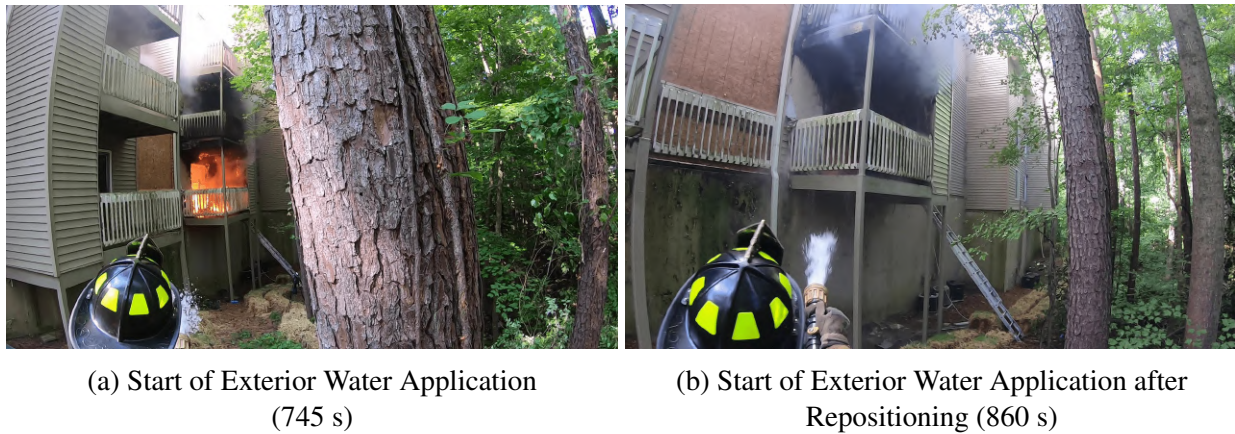 (a) Start of Exterior Water Application
(745 s)
(b) Start of Exterior Water Application after
Repositioning (860 s)